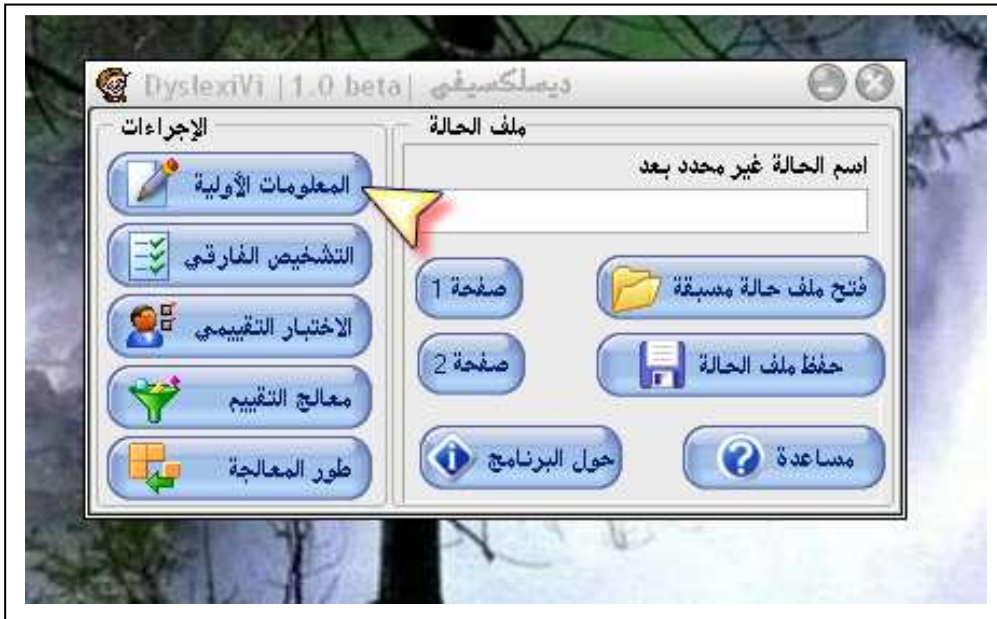 DyslexiVi |1.0 beta| ديسلكسيفي
ملف الحالة
اسم الحالة غير محدد بعد
فتح ملف حالة مسبقة
صفحة 1
حفظ ملف الحالة
صفحة 2
مساعدة
حول البرنامج
الإجراءات
المعلومات الأولية
التشخيص الفارقي
الاختبار التقييمي
معالج التقييم
طور المعالجة